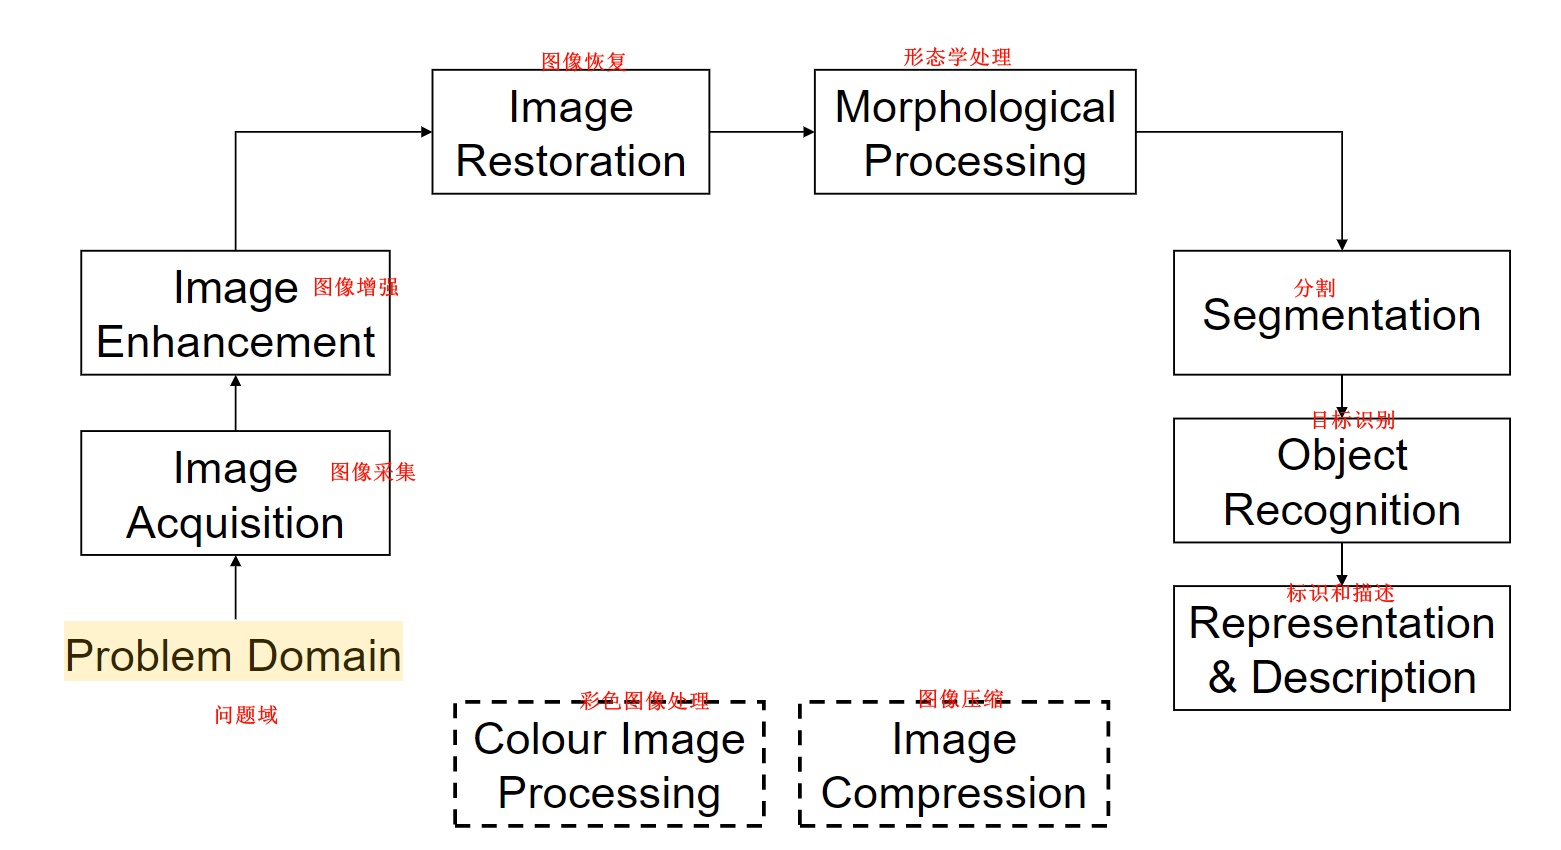 图像恢复
Image
Restoration
形态学处理
Morphological
Processing
Image
图像增强
Enhancement
分割
Segmentation
Image
图像采集
Acquisition
目标识别
Object
Recognition
Problem Domain
问题域
标识和描述
Representation
& Description
彩色图像处理
Colour Image
Processing
图像压缩
Image
Compression